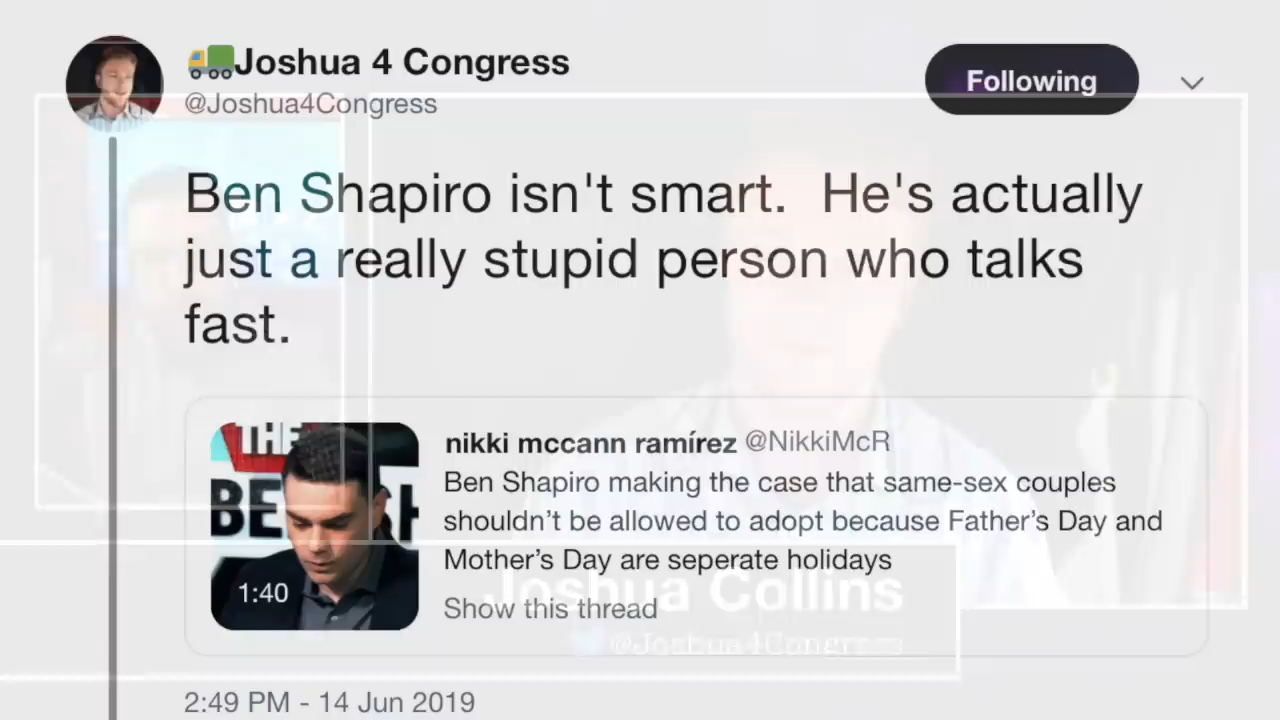 Joshua 4 Congress
@Joshua4Congress
Following
Ben Shapiro isn't smart.  He's actually
just a really stupid person who talks
fast.
THE
BE
1:40
nikki mccann ramírez @NikkiMcR
Ben Shapiro making the case that same-sex couples
shouldn’t be allowed to adopt because Father’s Day and
Mother’s Day are seperate holidays
Show this thread
Joshua Collins
@Joshua4Congress
2:49 PM - 14 Jun 2019